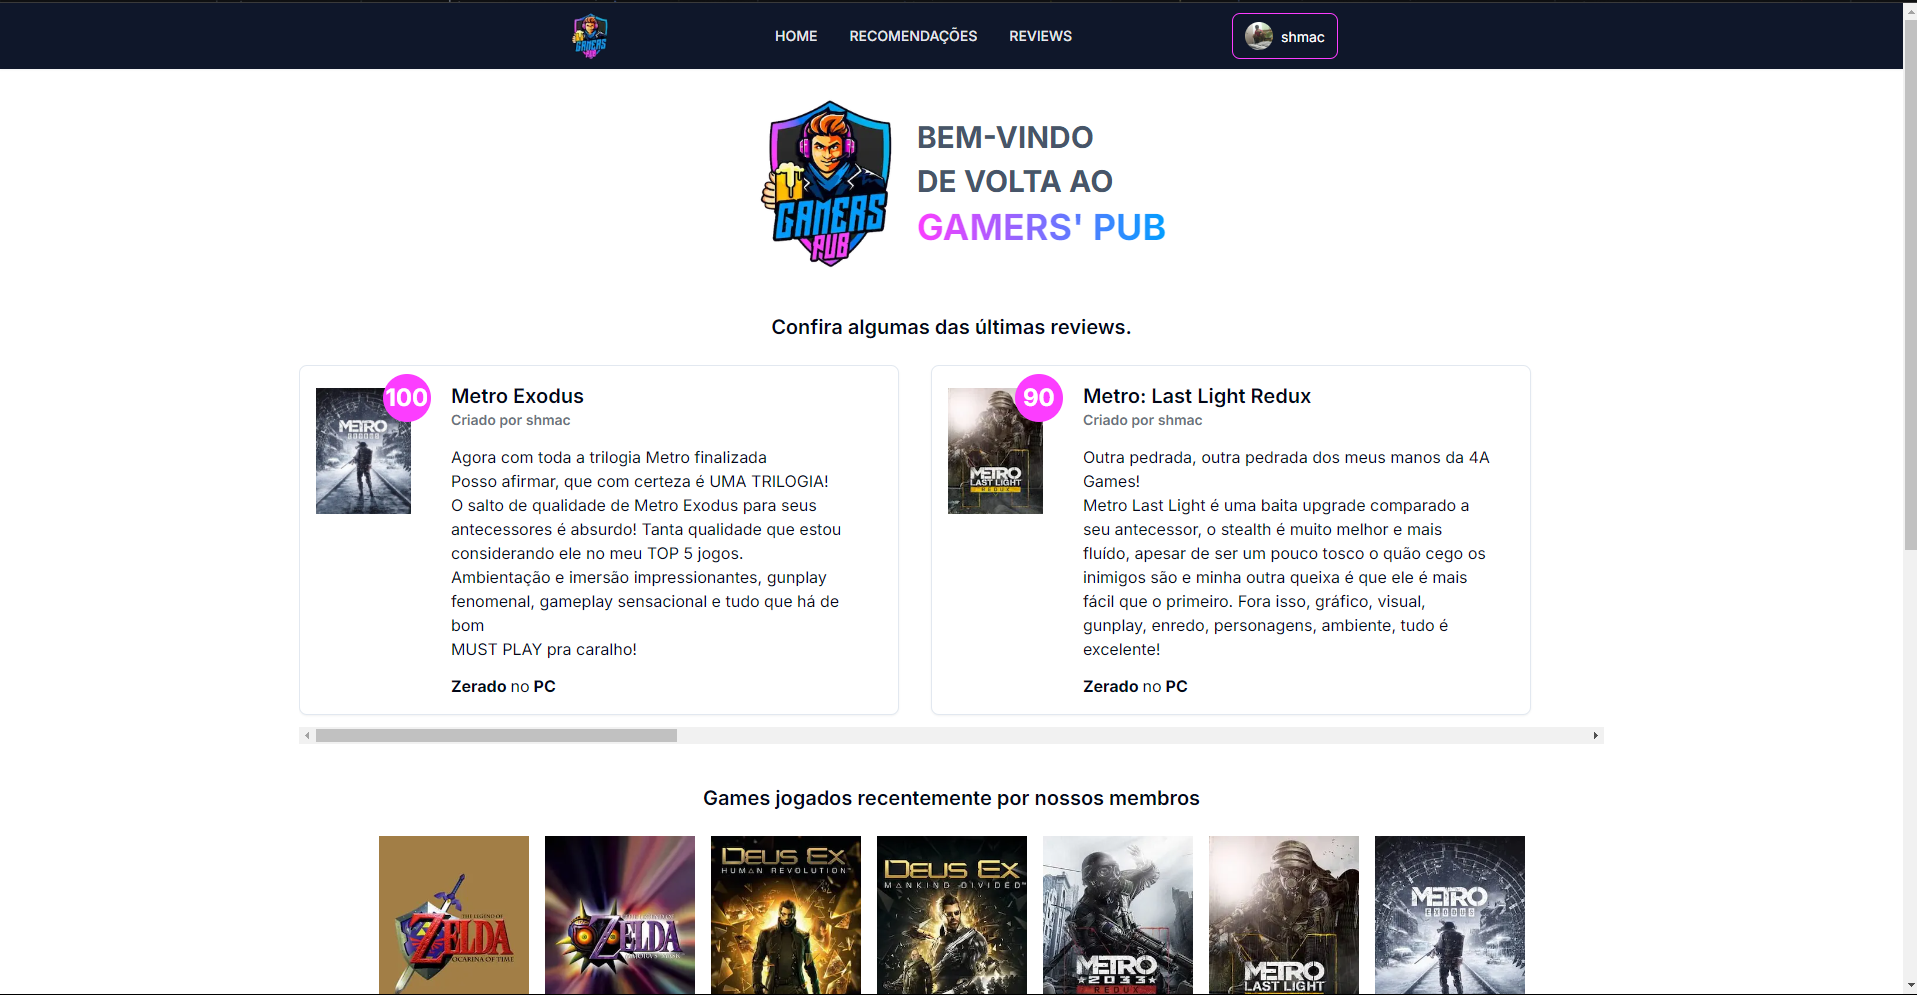 GAMERS
PUB
HOME
RECOMENDAÇÕES
REVIEWS
shmac
GAMERS
PUB
BEM-VINDO
DE VOLTA AO
GAMERS' PUB
Confira algumas das últimas reviews.
METRO
EXODUS
100
Metro Exodus
Criado por shmac
Agora com toda a trilogia Metro finalizada
Posso afirmar, que com certeza é UMA TRILOGIA!
O salto de qualidade de Metro Exodus para seus
antecessores é absurdo! Tanta qualidade que estou
considerando ele no meu TOP 5 jogos.
Ambientação e imersão impressionantes, gunplay
fenomenal, gameplay sensacional e tudo que há de
bom
MUST PLAY pra caralho!
Zerado no PC
METRO
LAST LIGHT
REDUX
90
Metro: Last Light Redux
Criado por shmac
Outra pedrada, outra pedrada dos meus manos da 4A
Games!
Metro Last Light é uma baita upgrade comparado a
seu antecessor, o stealth é muito melhor e mais
fluído, apesar de ser um pouco tosco o quão cego os
inimigos são e minha outra queixa é que ele é mais
fácil que o primeiro. Fora isso, gráfico, visual,
gunplay, enredo, personagens, ambiente, tudo é
excelente!
Zerado no PC
Games jogados recentemente por nossos membros
THE LEGEND OF
ZELDA
OCARINA OF TIME
ZELDA
MAJORA'S MASK
DEUS EX
HUMAN REVOLUTION
DEUS EX
MANKIND DIVIDED
METRO
2033
REDUX
METRO
LAST LIGHT
METRO
EXODUS